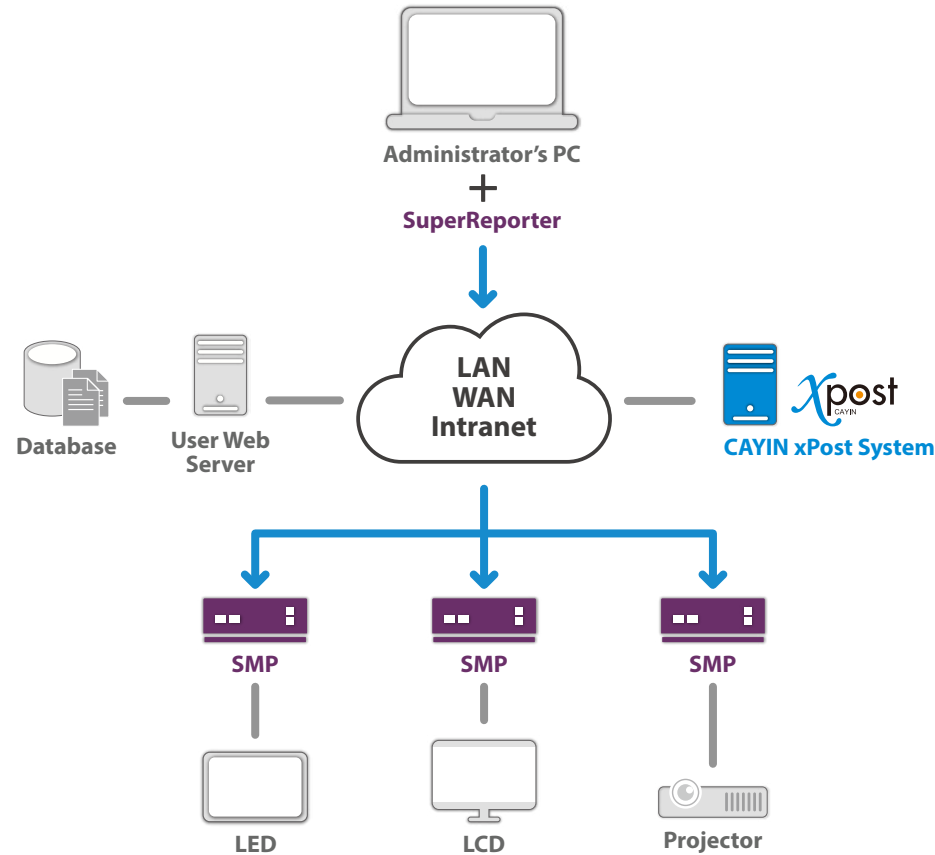 Administrator's PC
+
SuperReporter
LAN
WAN
Intranet
Database
User Web
Server
Xpost
CAYIN
CAYIN xPost System
SMP
SMP
SMP
LED
LCD
Projector